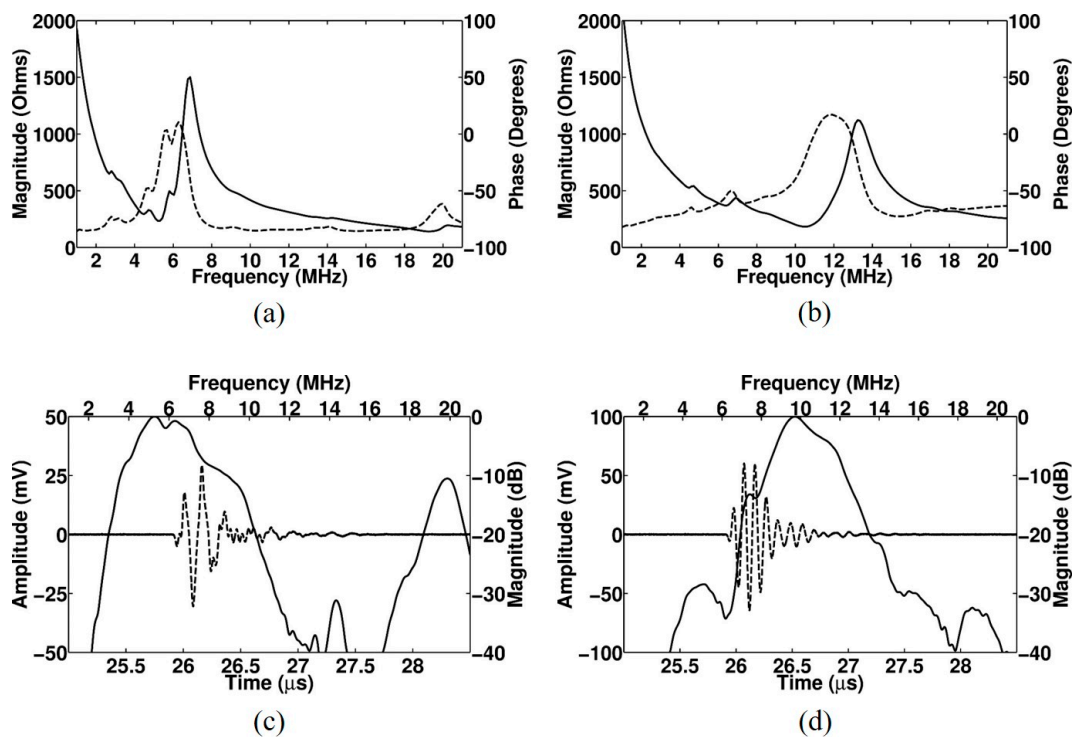 2000
1500
1000
500
0
Magnitude (Ohms)
100
50
0
−50
−100
Phase (Degrees)
2 4 6 8 10 12 14 16 18 20
Frequency (MHz)
(a)
2000
1500
1000
500
0
Magnitude (Ohms)
100
50
0
−50
−100
Phase (Degrees)
2 4 6 8 10 12 14 16 18 20
Frequency (MHz)
(b)
Frequency (MHz)
2 4 6 8 10 12 14 16 18 20
50
25
0
−25
−50
Amplitude (mV)
0
−10
−20
−30
−40
Magnitude (dB)
25.5 26 26.5 27 27.5 28
Time (μs)
(c)
Frequency (MHz)
2 4 6 8 10 12 14 16 18 20
100
50
0
−50
−100
Amplitude (mV)
0
−10
−20
−30
−40
Magnitude (dB)
25.5 26 26.5 27 27.5 28
Time (μs)
(d)